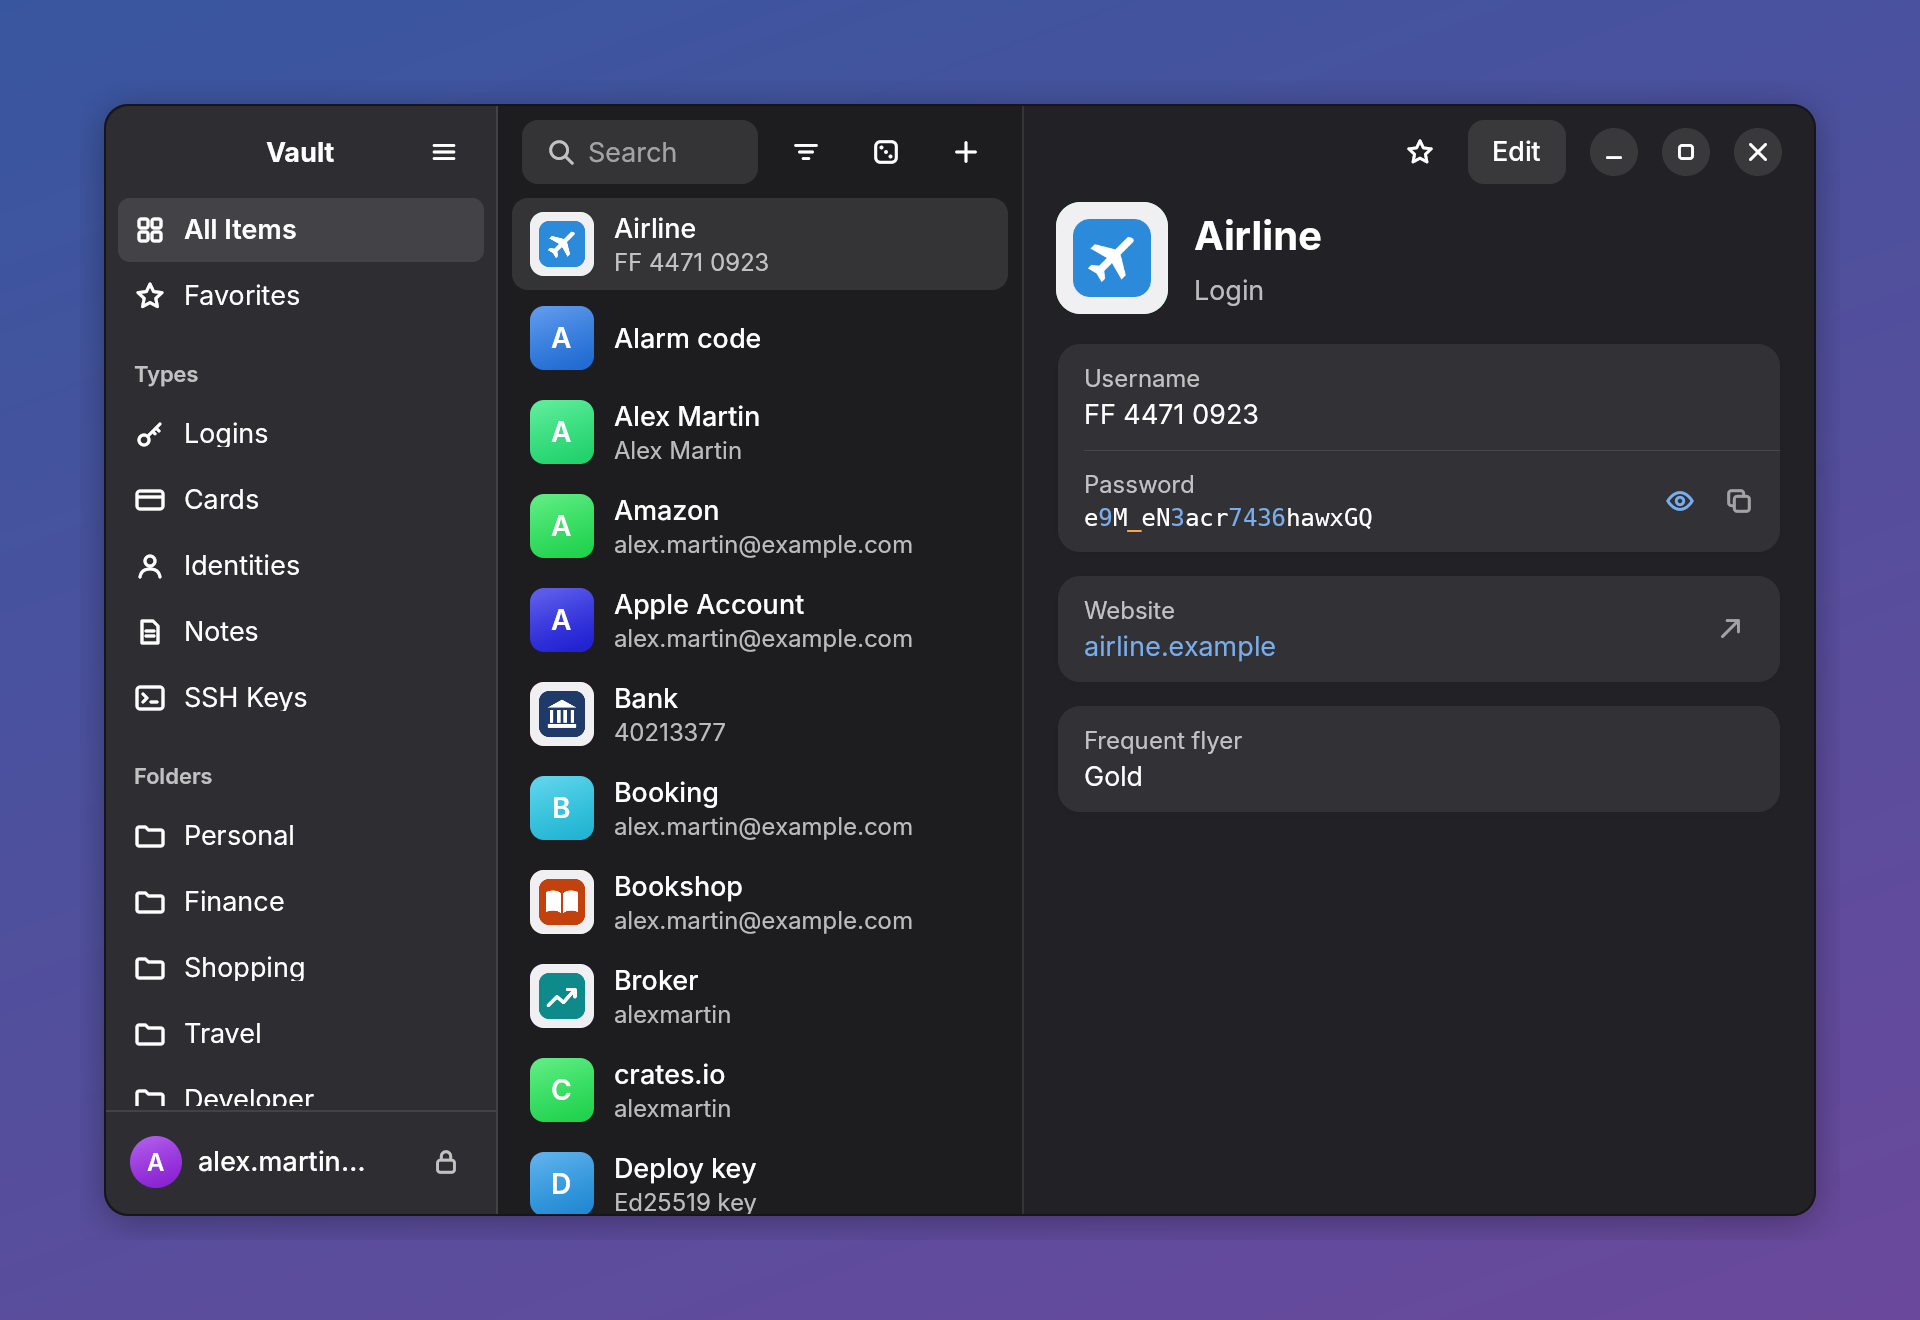 Vault
All Items
Favorites
Types
Logins
Cards
Identities
Notes
SSH Keys
Folders
Personal
Finance
Shopping
Travel
Developer
A
alex.martin...
Search
Airline
FF 4471 0923
A
Alarm code
A
Alex Martin
Alex Martin
A
Amazon
alex.martin@example.com
A
Apple Account
alex.martin@example.com
Bank
40213377
B
Booking
alex.martin@example.com
Bookshop
alex.martin@example.com
Broker
alexmartin
C
crates.io
alexmartin
D
Deploy key
Ed25519 key
Edit
Airline
Login
Username
FF 4471 0923
Password
e9M_eN3acr7436hawxGQ
Website
airline.example
Frequent flyer
Gold